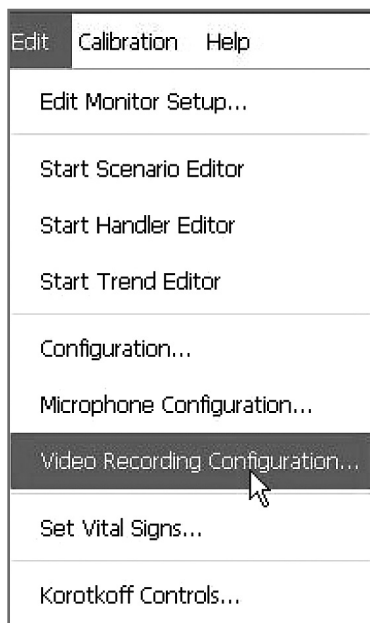 Edit Calibration Help
Edit Monitor Setup...
Start Scenario Editor
Start Handler Editor
Start Trend Editor
Configuration...
Microphone Configuration...
Video Recording Configuration...
Set Vital Signs...
Korotkoff Controls...